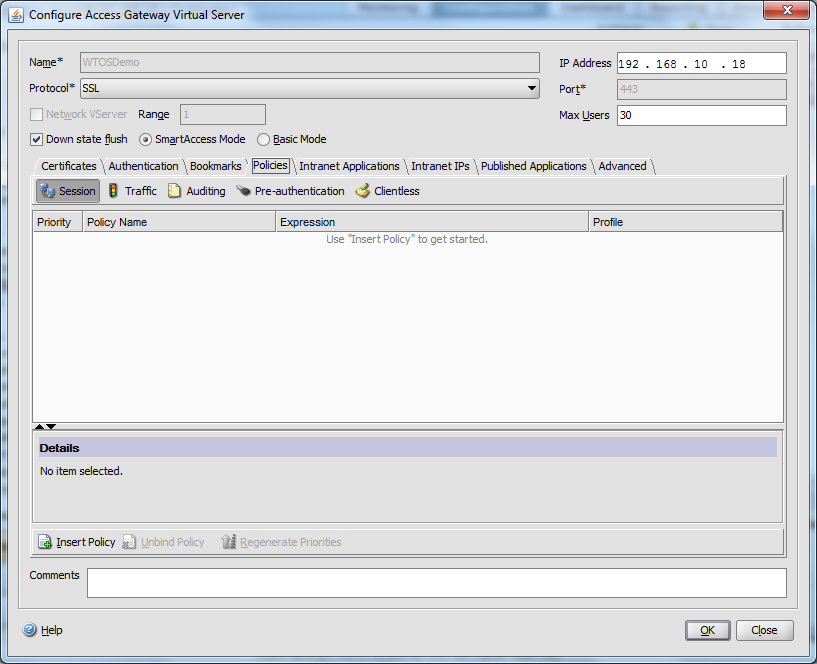 Configure Access Gateway Virtual Server
Name* WTOSDemo IP Address 192 . 168 . 10 . 18
Protocol* SSL Port* 443
Network VServer Range 1 Max Users 30
Down state flush SmartAccess Mode Basic Mode
Certificates Authentication Bookmarks Policies Intranet Applications Intranet IPs Published Applications Advanced
Session Traffic Auditing Pre-authentication Clientless
Priority Policy Name Expression Profile
Use "Insert Policy" to get started.
Details
No item selected.
Insert Policy Unbind Policy Regenerate Priorities
Comments
Help OK Close